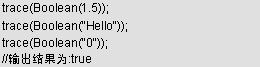 trace(Boolean(1.5));
trace(Boolean("Hello"));
trace(Boolean("0"));
//输出结果为:true